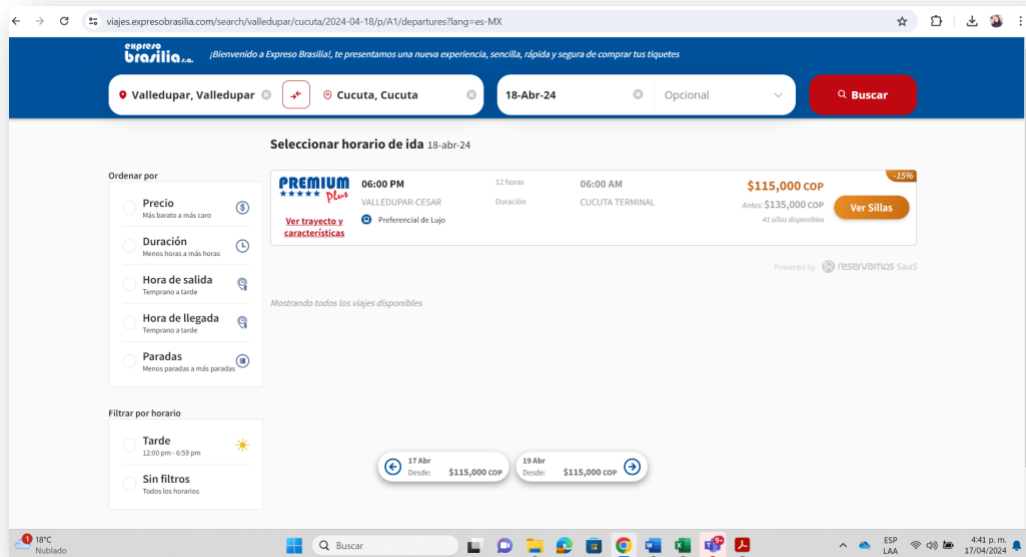 viajes.expresobrasilia.com/search/valledupar/cucuta/2024-04-18/p/A1/departures?lang=es-MX
expreso
brasilia s.a.
¡Bienvenido a Expreso Brasilia!, te presentamos una nueva experiencia, sencilla, rápida y segura de comprar tus tiquetes
Valledupar, Valledupar
Cucuta, Cucuta
18-Abr-24
Opcional
Buscar
Seleccionar horario de ida 18-abr-24
Ordenar por
Precio
Más barato a más caro
Duración
Menos horas a más horas
Hora de salida
Temprano a tarde
Hora de llegada
Temprano a tarde
Paradas
Menos paradas a más paradas
Filtrar por horario
Tarde
12:00 pm - 6:59 pm
Sin filtros
Todos los horarios
PREMIUM
Plus
Ver trayecto y
características
06:00 PM
VALLEDUPAR-CESAR
Preferencial de Lujo
12 horas
Duración
06:00 AM
CUCUTA TERMINAL
-15%
$115,000 COP
Antes: $135,000 COP
41 sillas disponibles
Ver Sillas
Powered by reservamos SaaS
Mostrando todos los viajes disponibles
17 Abr
Desde: $115,000 COP
19 Abr
Desde: $115,000 COP
1
18°C
Nublado
Buscar
9+
ESP
LAA
4:41 p. m.
17/04/2024